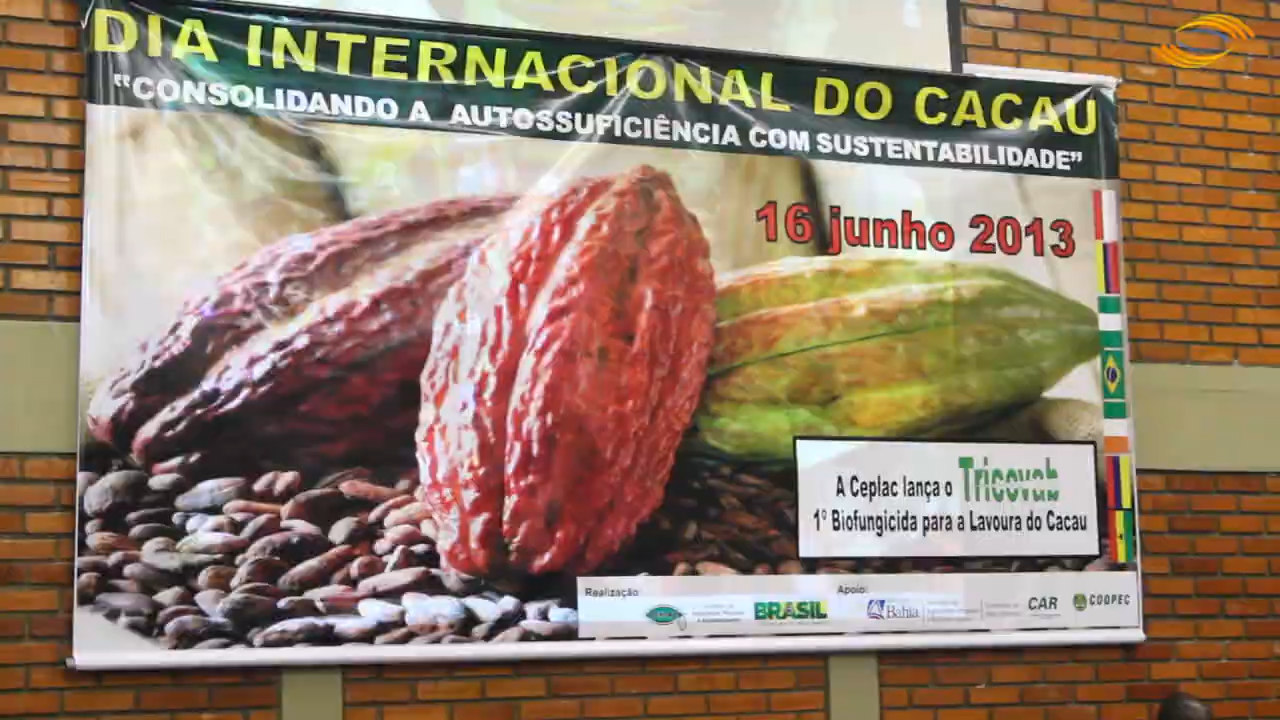 DIA INTERNACIONAL DO CACAU
"CONSOLIDANDO A AUTOSSUFICIÊNCIA COM SUSTENTABILIDADE"
16 junho 2013
A Ceplac lança o Tricovab
1º Biofungicida para a Lavoura do Cacau
Realização
Apoio:
BRASIL
Bahia
CAR
COOPEC